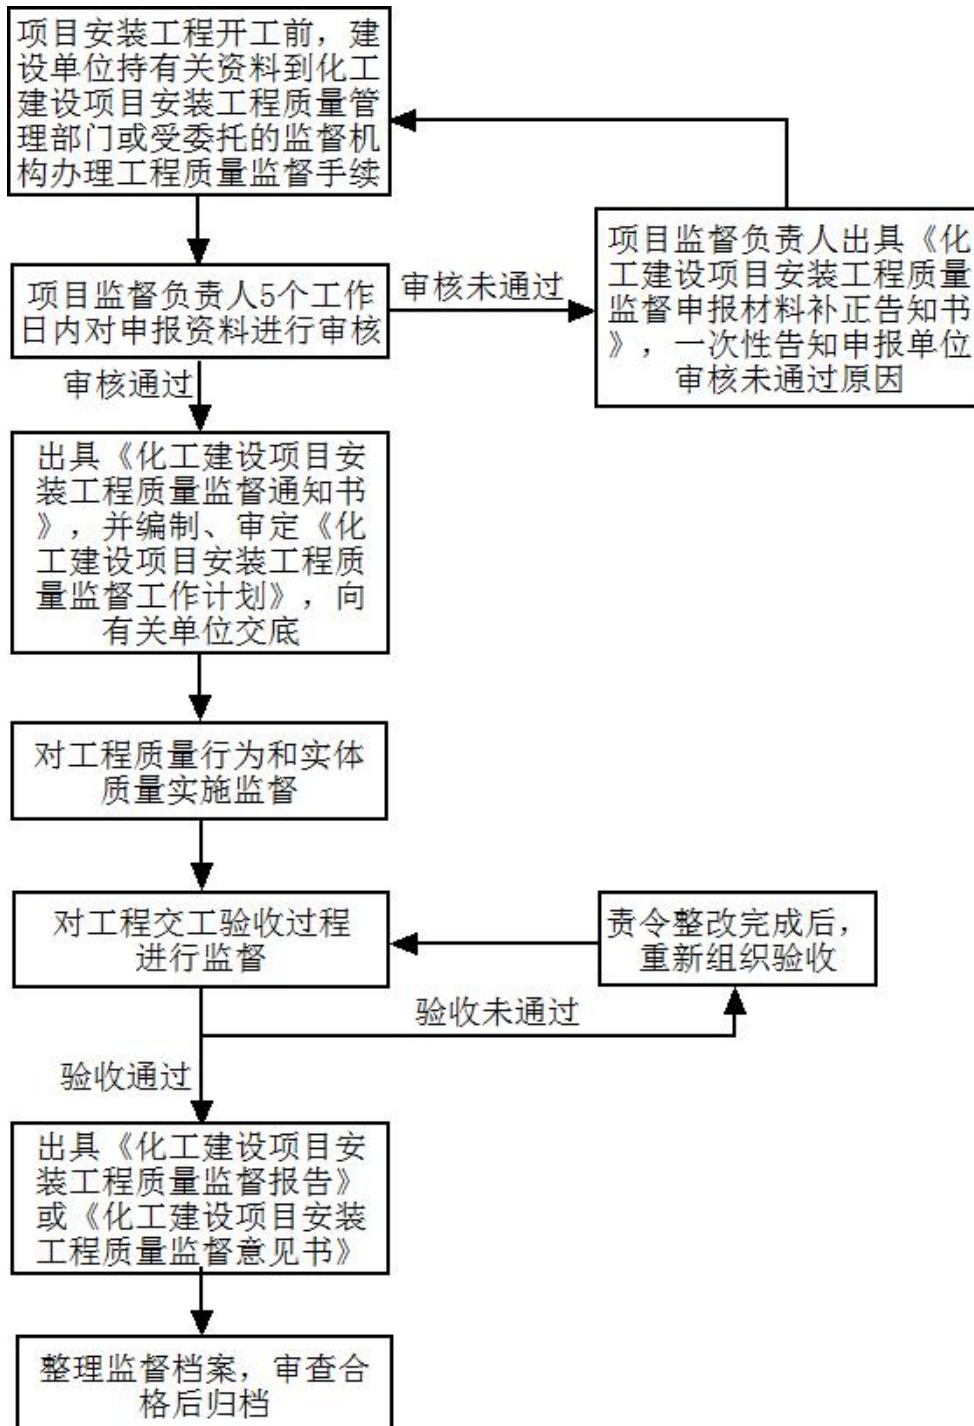 项目安装工程开工前，建
设单位持有关资料到化工
建设项目安装工程质量管
理部门或受委托的监督机
构办理工程质量监督手续
项目监督负责人5个工作
日内对申报资料进行审核
审核未通过
项目监督负责人出具《化
工建设项目安装工程质量
监督申报材料补正告知书
》，一次性告知申报单位
审核未通过原因
审核通过
出具《化工建设项目安
装工程质量监督通知书
》，并编制、审定《化
工建设项目安装工程质
量监督工作计划》，向
有关单位交底
对工程质量行为和实体
质量实施监督
对工程交工验收过程
进行监督
责令整改完成后，
重新组织验收
验收未通过
验收通过
出具《化工建设项目安
装工程质量监督报告》
或《化工建设项目安装
工程质量监督意见书》
整理监督档案，审查合
格后归档